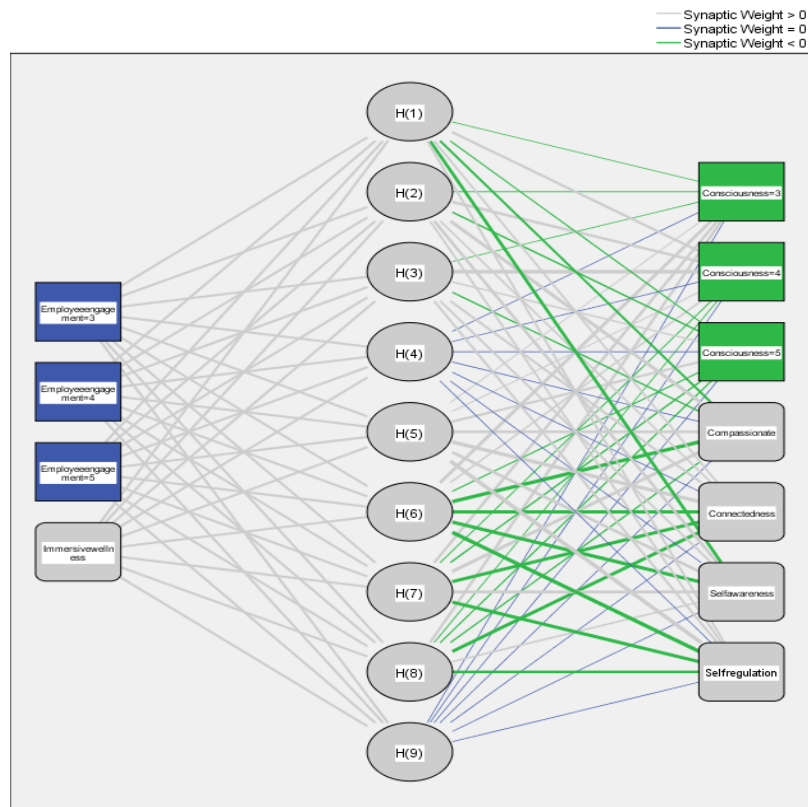 Synaptic Weight > 0
Synaptic Weight = 0
Synaptic Weight < 0
H(1)
H(2)
H(3)
H(4)
H(5)
H(6)
H(7)
H(8)
H(9)
Employeeengage
ment=3
Employeeengage
ment=4
Employeeengage
ment=5
Immersivewelln
ess
Consciousness=3
Consciousness=4
Consciousness=5
Compassionate
Connectedness
Selfawareness
Selfregulation